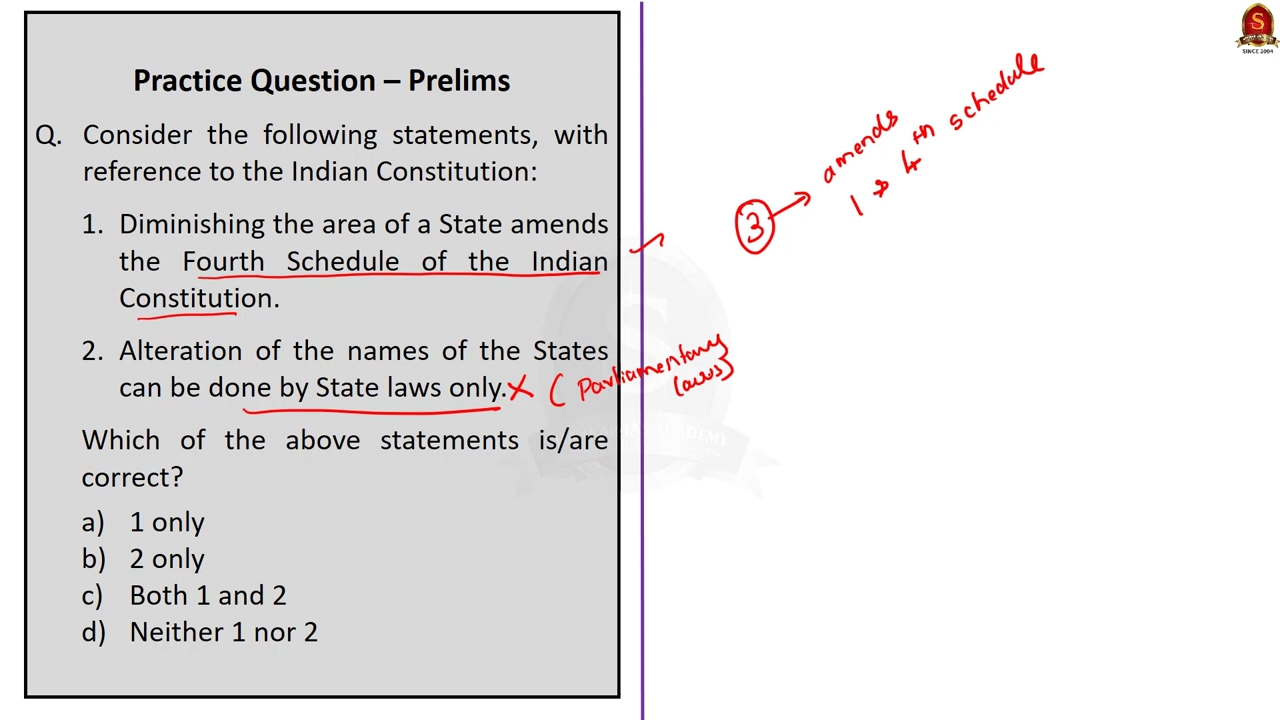 Practice Question – Prelims
Q. Consider the following statements, with
reference to the Indian Constitution:
1. Diminishing the area of a State amends
the Fourth Schedule of the Indian
Constitution.
2. Alteration of the names of the States
can be done by State laws only.
Which of the above statements is/are
correct?
a) 1 only
b) 2 only
c) Both 1 and 2
d) Neither 1 nor 2
(Parliamentary
laws)
3 → amends
1 & 4th schedule
S
SINCE 2004